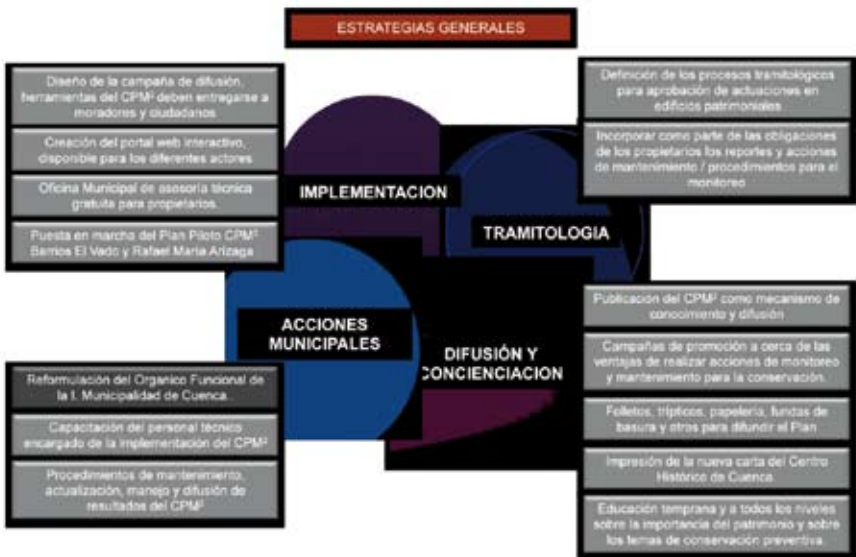 ESTRATEGIAS GENERALES
Diseño de la campaña de difusión,
herramientas del CPM² deben entregarse a
moradores y ciudadanos
Creación del portal web interactivo,
disponible para los diferentes actores
Oficina Municipal de asesoría técnica
gratuita para propietarios.
Puesta en marcha del Plan Piloto CPM²
Barrios El Vado y Rafael María Arízaga
Definición de los procesos tramitológicos
para aprobación de actuaciones en
edificios patrimoniales
Incorporar como parte de las obligaciones
de los propietarios los reportes y acciones
de mantenimiento / procedimientos para el
monitoreo
IMPLEMENTACION
TRAMITOLOGIA
ACCIONES
MUNICIPALES
DIFUSIÓN Y
CONCIENCIACION
Reformulación del Organico Funcional de
la I. Municipalidad de Cuenca.
Capacitación del personal técnico
encargado de la implementación del CPM²
Procedimientos de mantenimiento,
actualización, manejo y difusión de
resultados del CPM²
Publicación del CPM² como mecanismo de
conocimiento y difusión
Campañas de promoción a cerca de las
ventajas de realizar acciones de monitoreo
y mantenimiento para la conservación.
Folletos, trípticos, papelería, fundas de
basura y otros para difundir el Plan
Impresión de la nueva carta del Centro
Histórico de Cuenca.
Educación temprana y a todos los niveles
sobre la importancia del patrimonio y sobre
los temas de conservación preventiva.